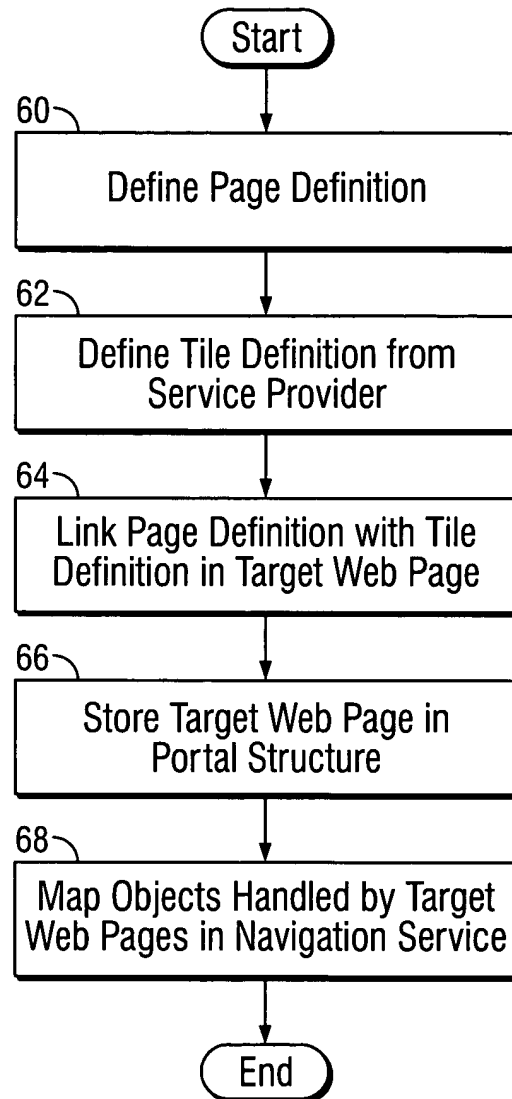 Start
60
Define Page Definition
62
Define Tile Definition from
Service Provider
64
Link Page Definition with Tile
Definition in Target Web Page
66
Store Target Web Page in
Portal Structure
68
Map Objects Handled by Target
Web Pages in Navigation Service
End